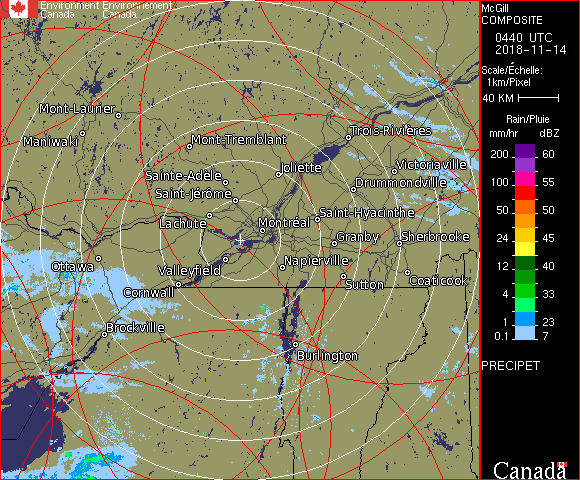 Environment Environnement
Canada Canada
McGill
COMPOSITE
0440 UTC
2018-11-14
Scale/Échelle:
1km/Pixel
40 KM
Rain/Pluie
mm/hr dBZ
200 60
100 55
50 50
24 45
12 40
4 33
1 23
0.1 7
PRECIPET
Canada
Mont-Laurier
Maniwaki
Mont-Tremblant
Trois-Rivières
Sainte-Adèle
Joliette
Victoriaville
Saint-Jérôme
Drummondville
Lachute
Montréal
Saint-Hyacinthe
Granby
Sherbrooke
Ottawa
Valleyfield
Napierville
Cornwall
Sutton
Coaticook
Brockville
Burlington